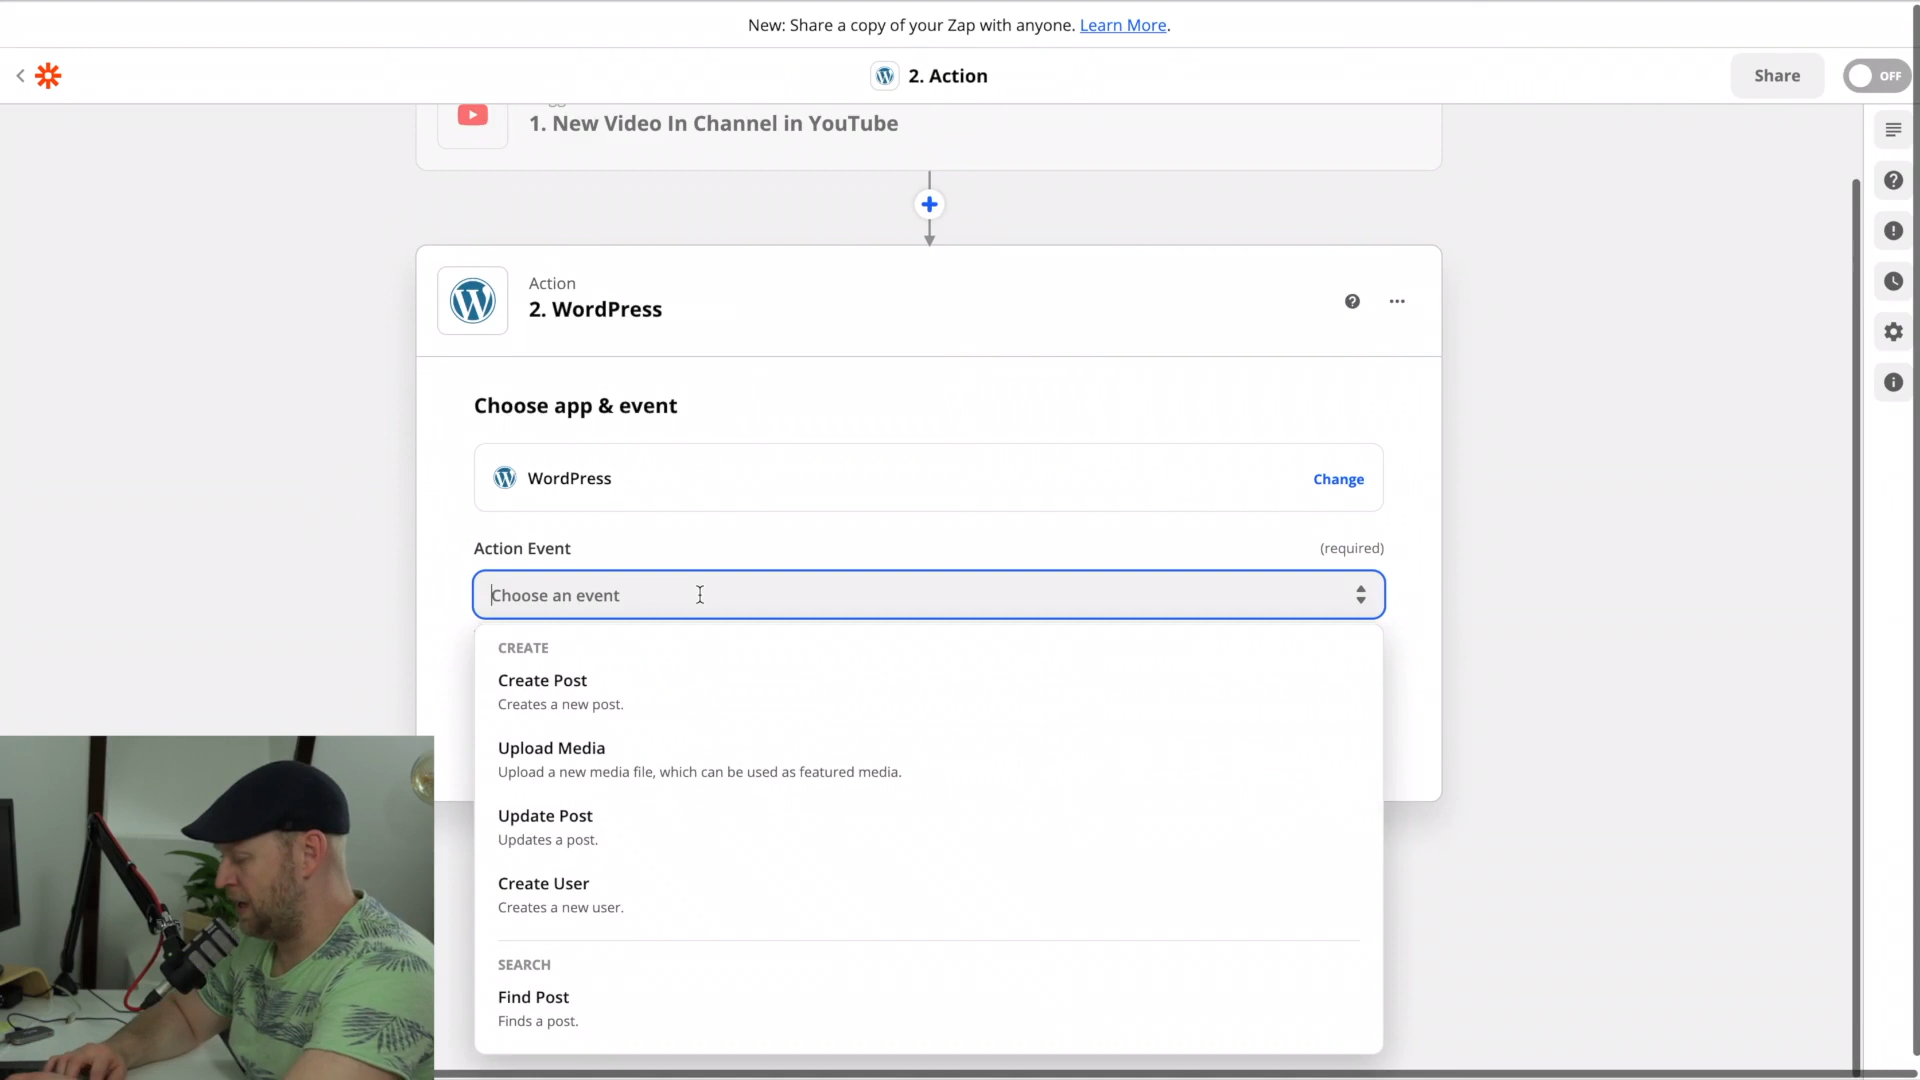 New: Share a copy of your Zap with anyone. Learn More.
2. Action
Share
OFF
1. New Video In Channel in YouTube
Action
2. WordPress
Choose app & event
WordPress
Change
Action Event
(required)
Choose an event
CREATE
Create Post
Creates a new post.
Upload Media
Upload a new media file, which can be used as featured media.
Update Post
Updates a post.
Create User
Creates a new user.
SEARCH
Find Post
Finds a post.